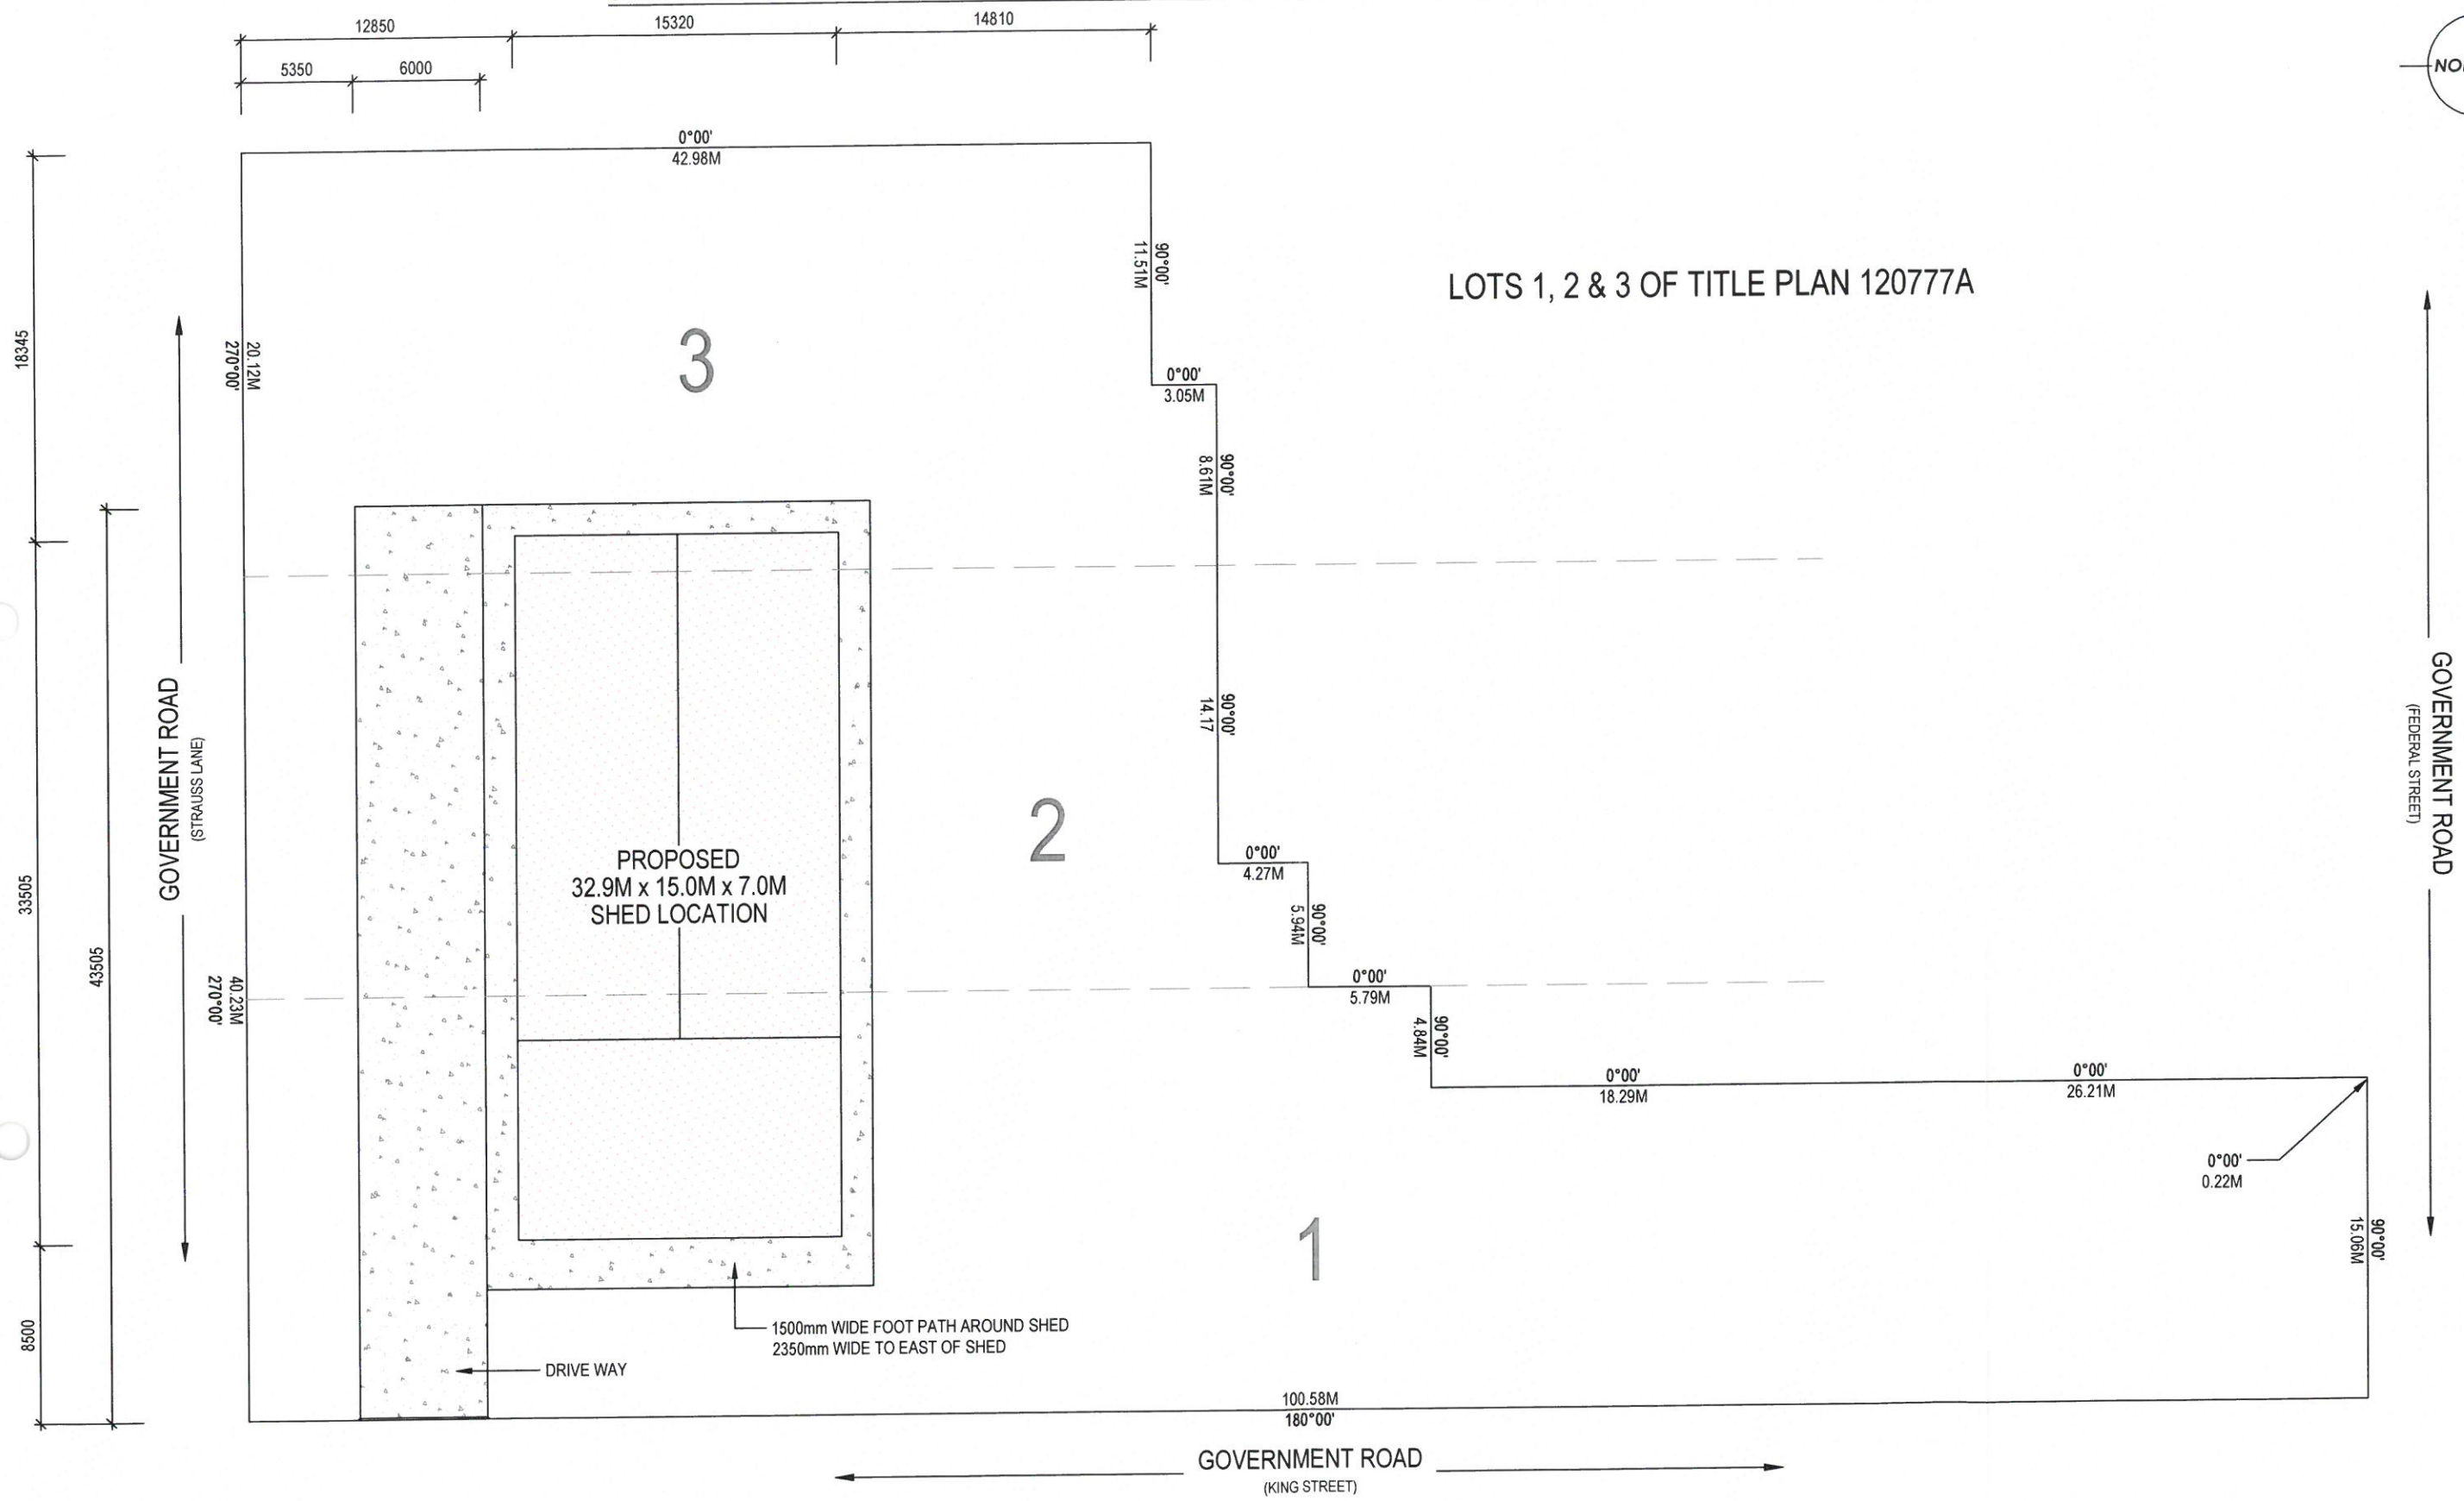 12850
15320
14810
5350
6000
0°00'
42.98M
90°00'
11.51M
LOTS 1, 2 & 3 OF TITLE PLAN 120777A
18345
20.12M
270°00'
3
0°00'
3.05M
90°00'
8.61M
GOVERNMENT ROAD
(STRAUSS LANE)
GOVERNMENT ROAD
(FEDERAL STREET)
90°00'
14.17
2
PROPOSED
32.9M x 15.0M x 7.0M
SHED LOCATION
33505
43505
0°00'
4.27M
90°00'
5.94M
40.23M
270°00'
0°00'
5.79M
90°00'
4.84M
0°00'
18.29M
0°00'
26.21M
0°00'
0.22M
90°00'
15.06M
1
8500
1500mm WIDE FOOT PATH AROUND SHED
2350mm WIDE TO EAST OF SHED
DRIVE WAY
100.58M
180°00'
GOVERNMENT ROAD
(KING STREET)